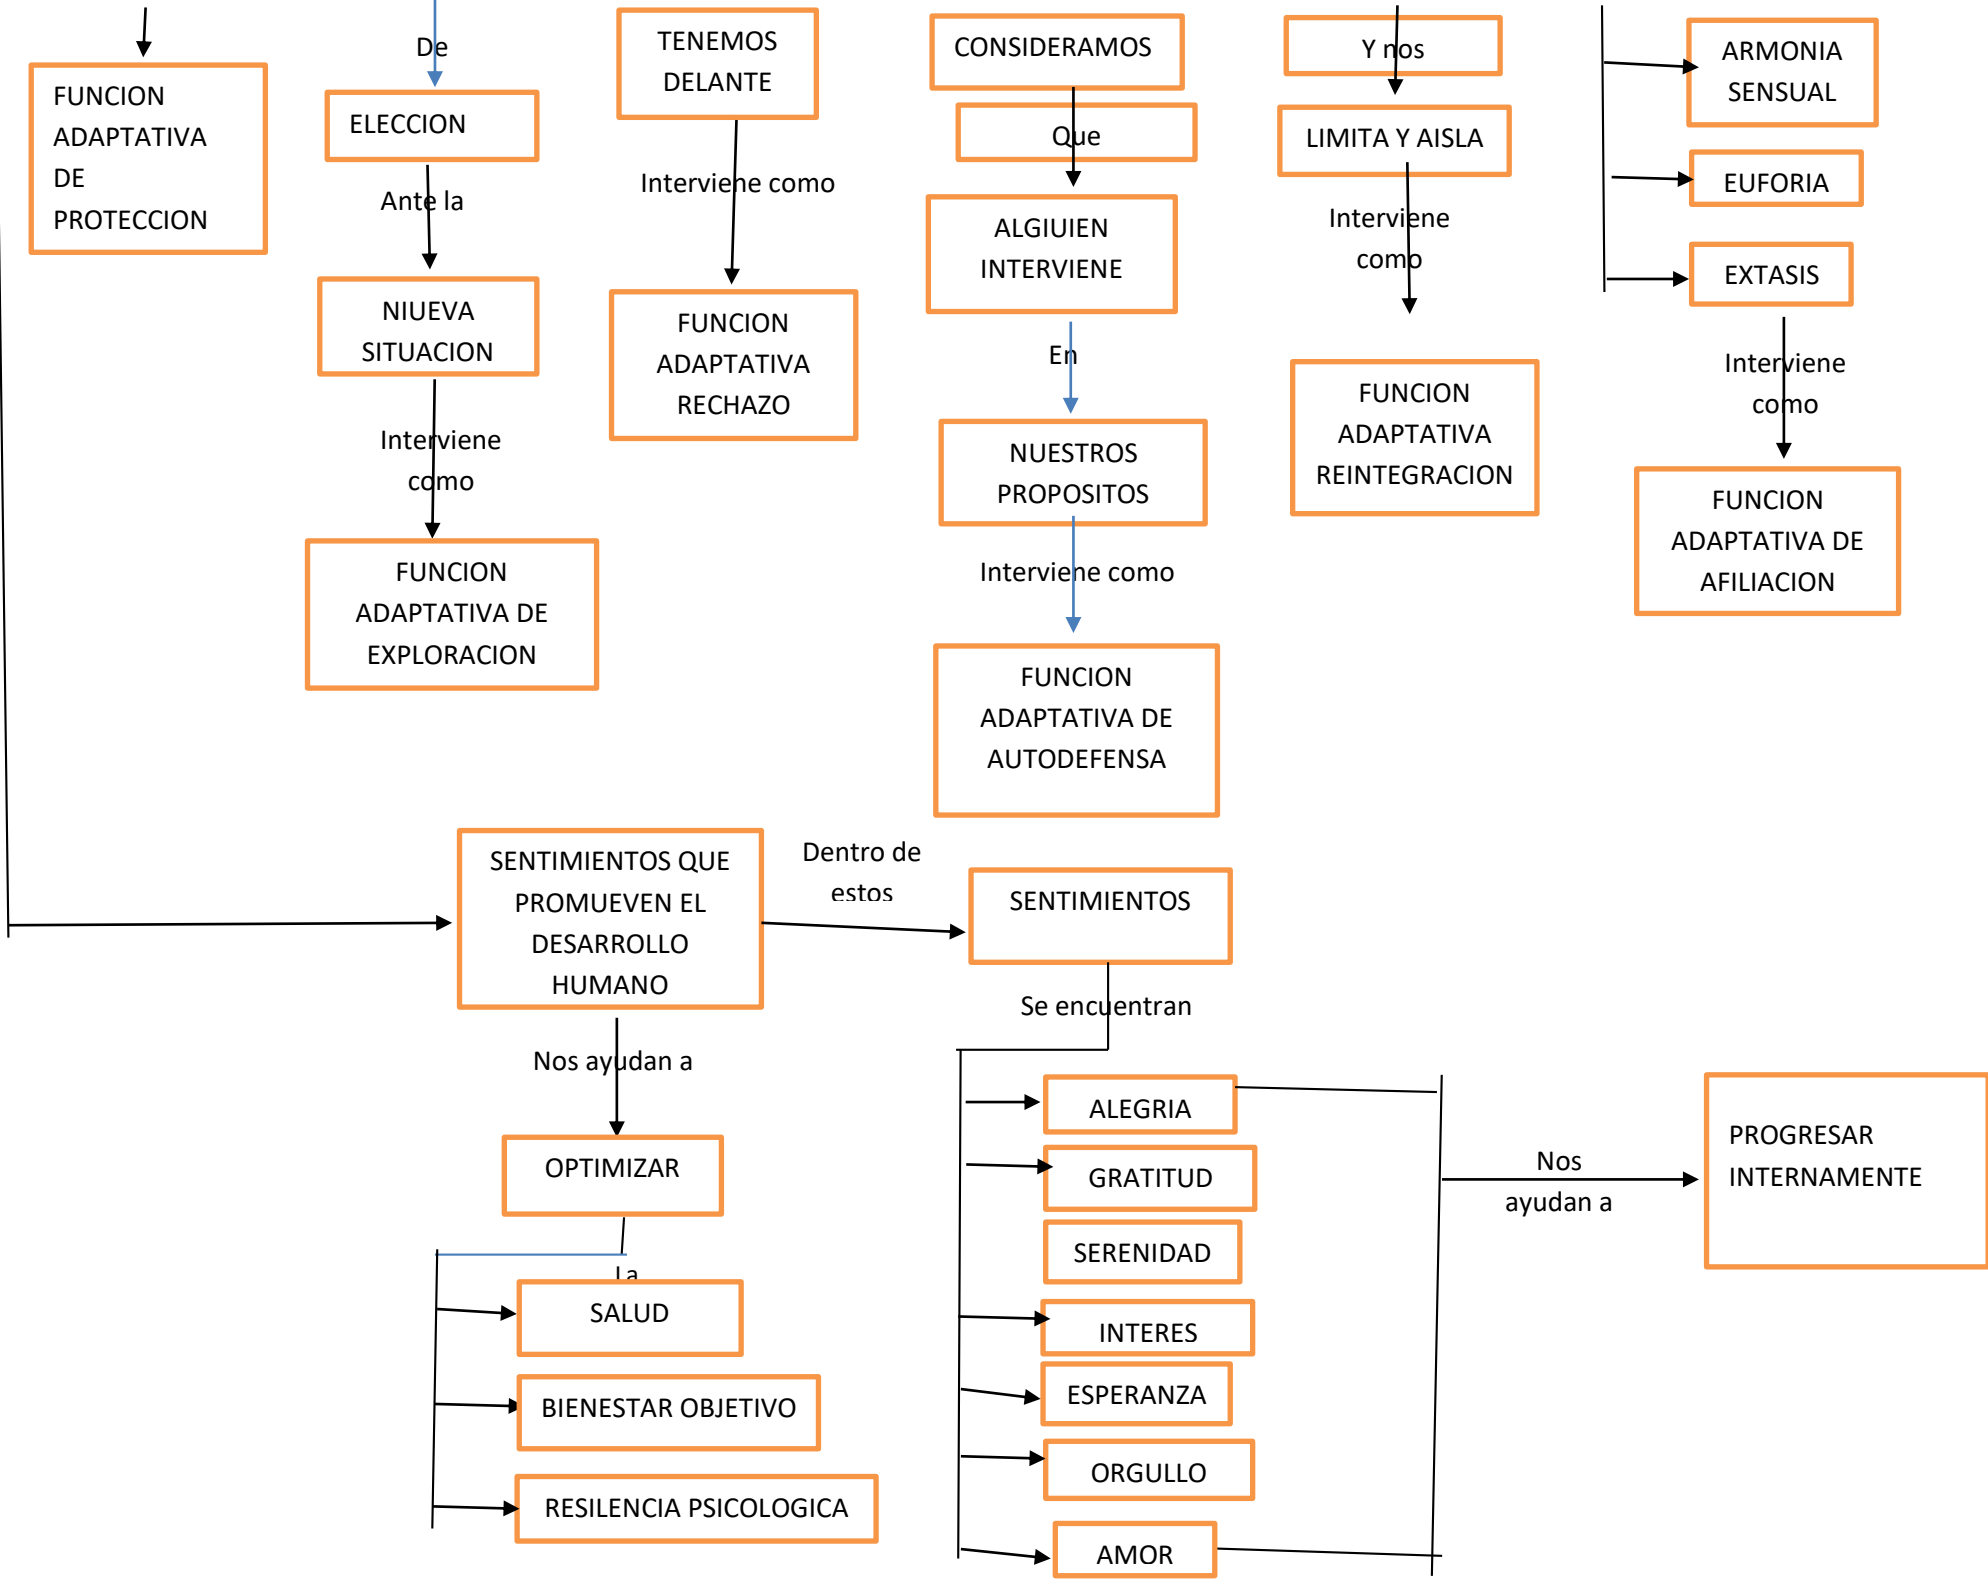 FUNCION
ADAPTATIVA
DE
PROTECCION
De
ELECCION
Ante la
NIUEVA
SITUACION
Interviene
como
FUNCION
ADAPTATIVA DE
EXPLORACION
TENEMOS
DELANTE
Interviene como
FUNCION
ADAPTATIVA
RECHAZO
CONSIDERAMOS
Que
ALGIUIEN
INTERVIENE
En
NUESTROS
PROPOSITOS
Interviene como
FUNCION
ADAPTATIVA DE
AUTODEFENSA
Y nos
LIMITA Y AISLA
Interviene
como
FUNCION
ADAPTATIVA
REINTEGRACION
ARMONIA
SENSUAL
EUFORIA
EXTASIS
Interviene
como
FUNCION
ADAPTATIVA DE
AFILIACION
SENTIMIENTOS QUE
PROMUEVEN EL
DESARROLLO
HUMANO
Dentro de
estos
SENTIMIENTOS
Nos ayudan a
OPTIMIZAR
La
SALUD
BIENESTAR OBJETIVO
RESILENCIA PSICOLOGICA
Se encuentran
ALEGRIA
GRATITUD
SERENIDAD
INTERES
ESPERANZA
ORGULLO
AMOR
Nos
ayudan a
PROGRESAR
INTERNAMENTE